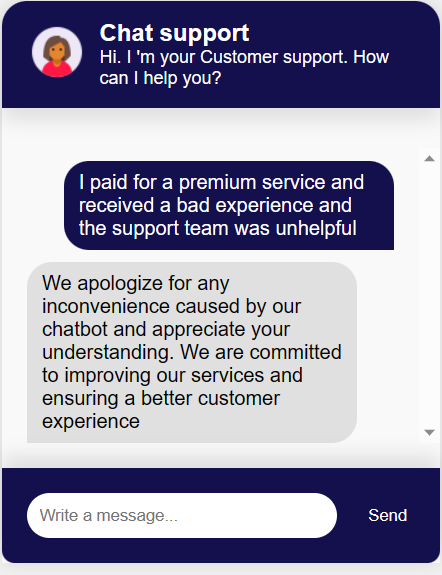 Chat support
Hi. I 'm your Customer support. How
can I help you?
I paid for a premium service and
received a bad experience and
the support team was unhelpful
We apologize for any
inconvenience caused by our
chatbot and appreciate your
understanding. We are committed
to improving our services and
ensuring a better customer
experience
Write a message...
Send